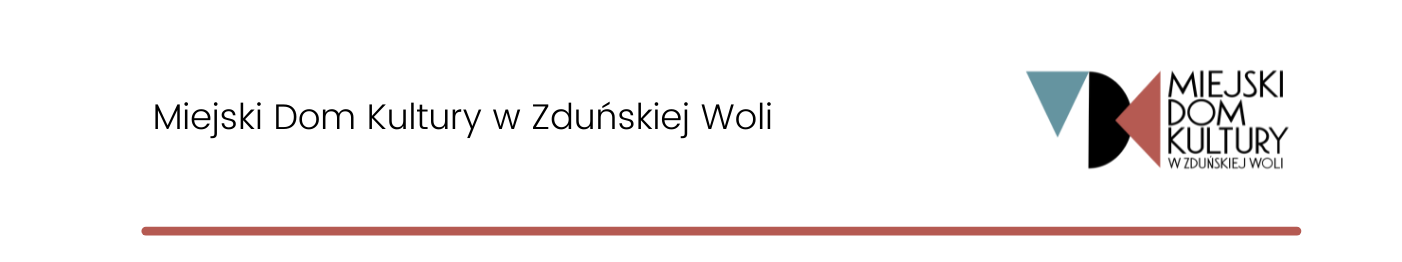 Miejski Dom Kultury w Zduńskiej Woli
MIEJSKI
DOM
KULTURY
W ZDUŃSKIEJ WOLI